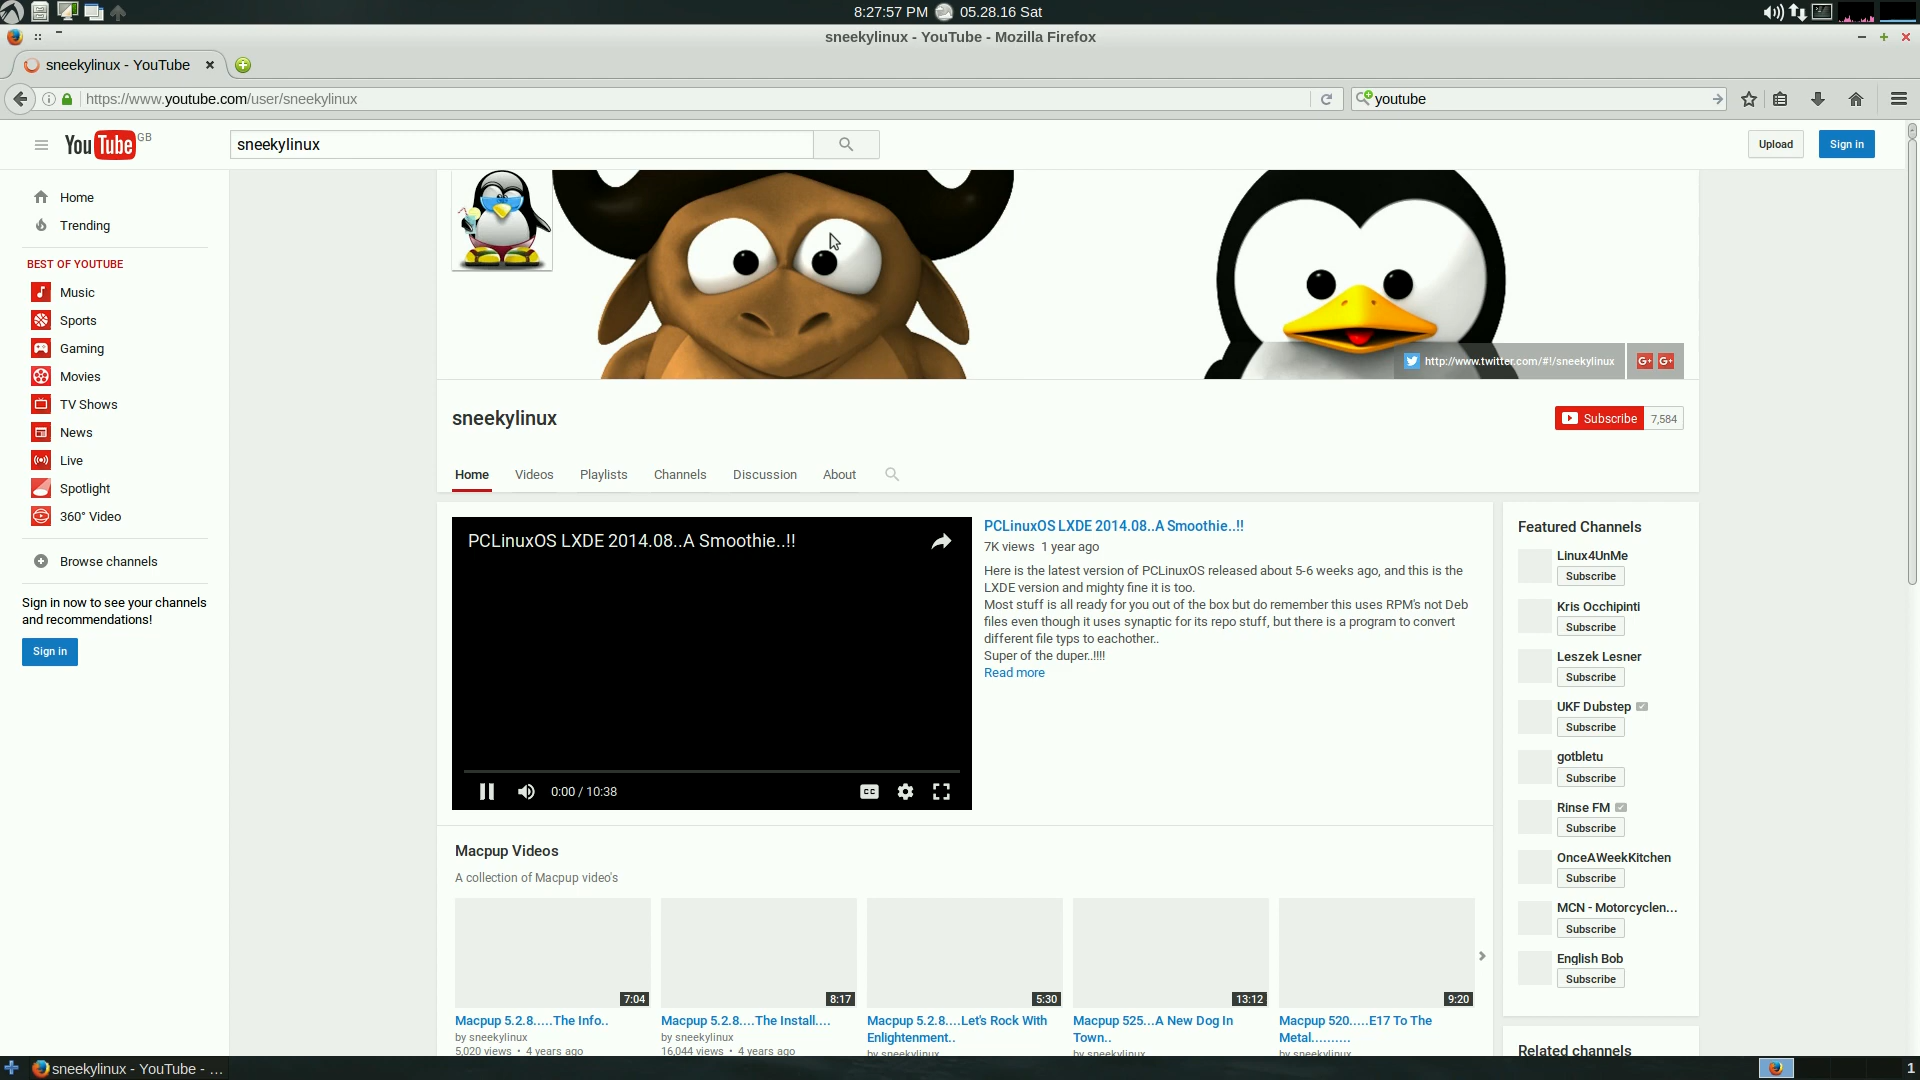 8:27:57 PM 05.28.16 Sat
sneekylinux - YouTube - Mozilla Firefox
sneekylinux - YouTube
https://www.youtube.com/user/sneekylinux
youtube
YouTube GB
sneekylinux
Upload
Sign in
Home
Trending
BEST OF YOUTUBE
Music
Sports
Gaming
Movies
TV Shows
News
Live
Spotlight
360° Video
Browse channels
Sign in now to see your channels
and recommendations!
Sign in
http://www.twitter.com/#!/sneekylinux
G+ G+
sneekylinux
Subscribe 7,584
Home Videos Playlists Channels Discussion About
PCLinuxOS LXDE 2014.08..A Smoothie..!!
0:00 / 10:38
CC
PCLinuxOS LXDE 2014.08..A Smoothie..!!
7K views 1 year ago
Here is the latest version of PCLinuxOS released about 5-6 weeks ago, and this is the
LXDE version and mighty fine it is too.
Most stuff is all ready for you out of the box but do remember this uses RPM's not Deb
files even though it uses synaptic for its repo stuff, but there is a program to convert
different file typs to eachother..
Super of the duper..!!!!
Read more
Macpup Videos
A collection of Macpup video's
7:04
Macpup 5.2.8.....The Info..
by sneekylinux
5,020 views • 4 years ago
8:17
Macpup 5.2.8....The Install....
by sneekylinux
16,044 views • 4 years ago
5:30
Macpup 5.2.8....Let's Rock With
Enlightenment..
by sneekylinux
13:12
Macpup 525...A New Dog In
Town..
by sneekylinux
9:20
Macpup 520.....E17 To The
Metal..........
by sneekylinux
Featured Channels
Linux4UnMe
Subscribe
Kris Occhipinti
Subscribe
Leszek Lesner
Subscribe
UKF Dubstep
Subscribe
gotbletu
Subscribe
Rinse FM
Subscribe
OnceAWeekKitchen
Subscribe
MCN - Motorcyclen...
Subscribe
English Bob
Subscribe
Related channels
sneekylinux - YouTube - ...
1